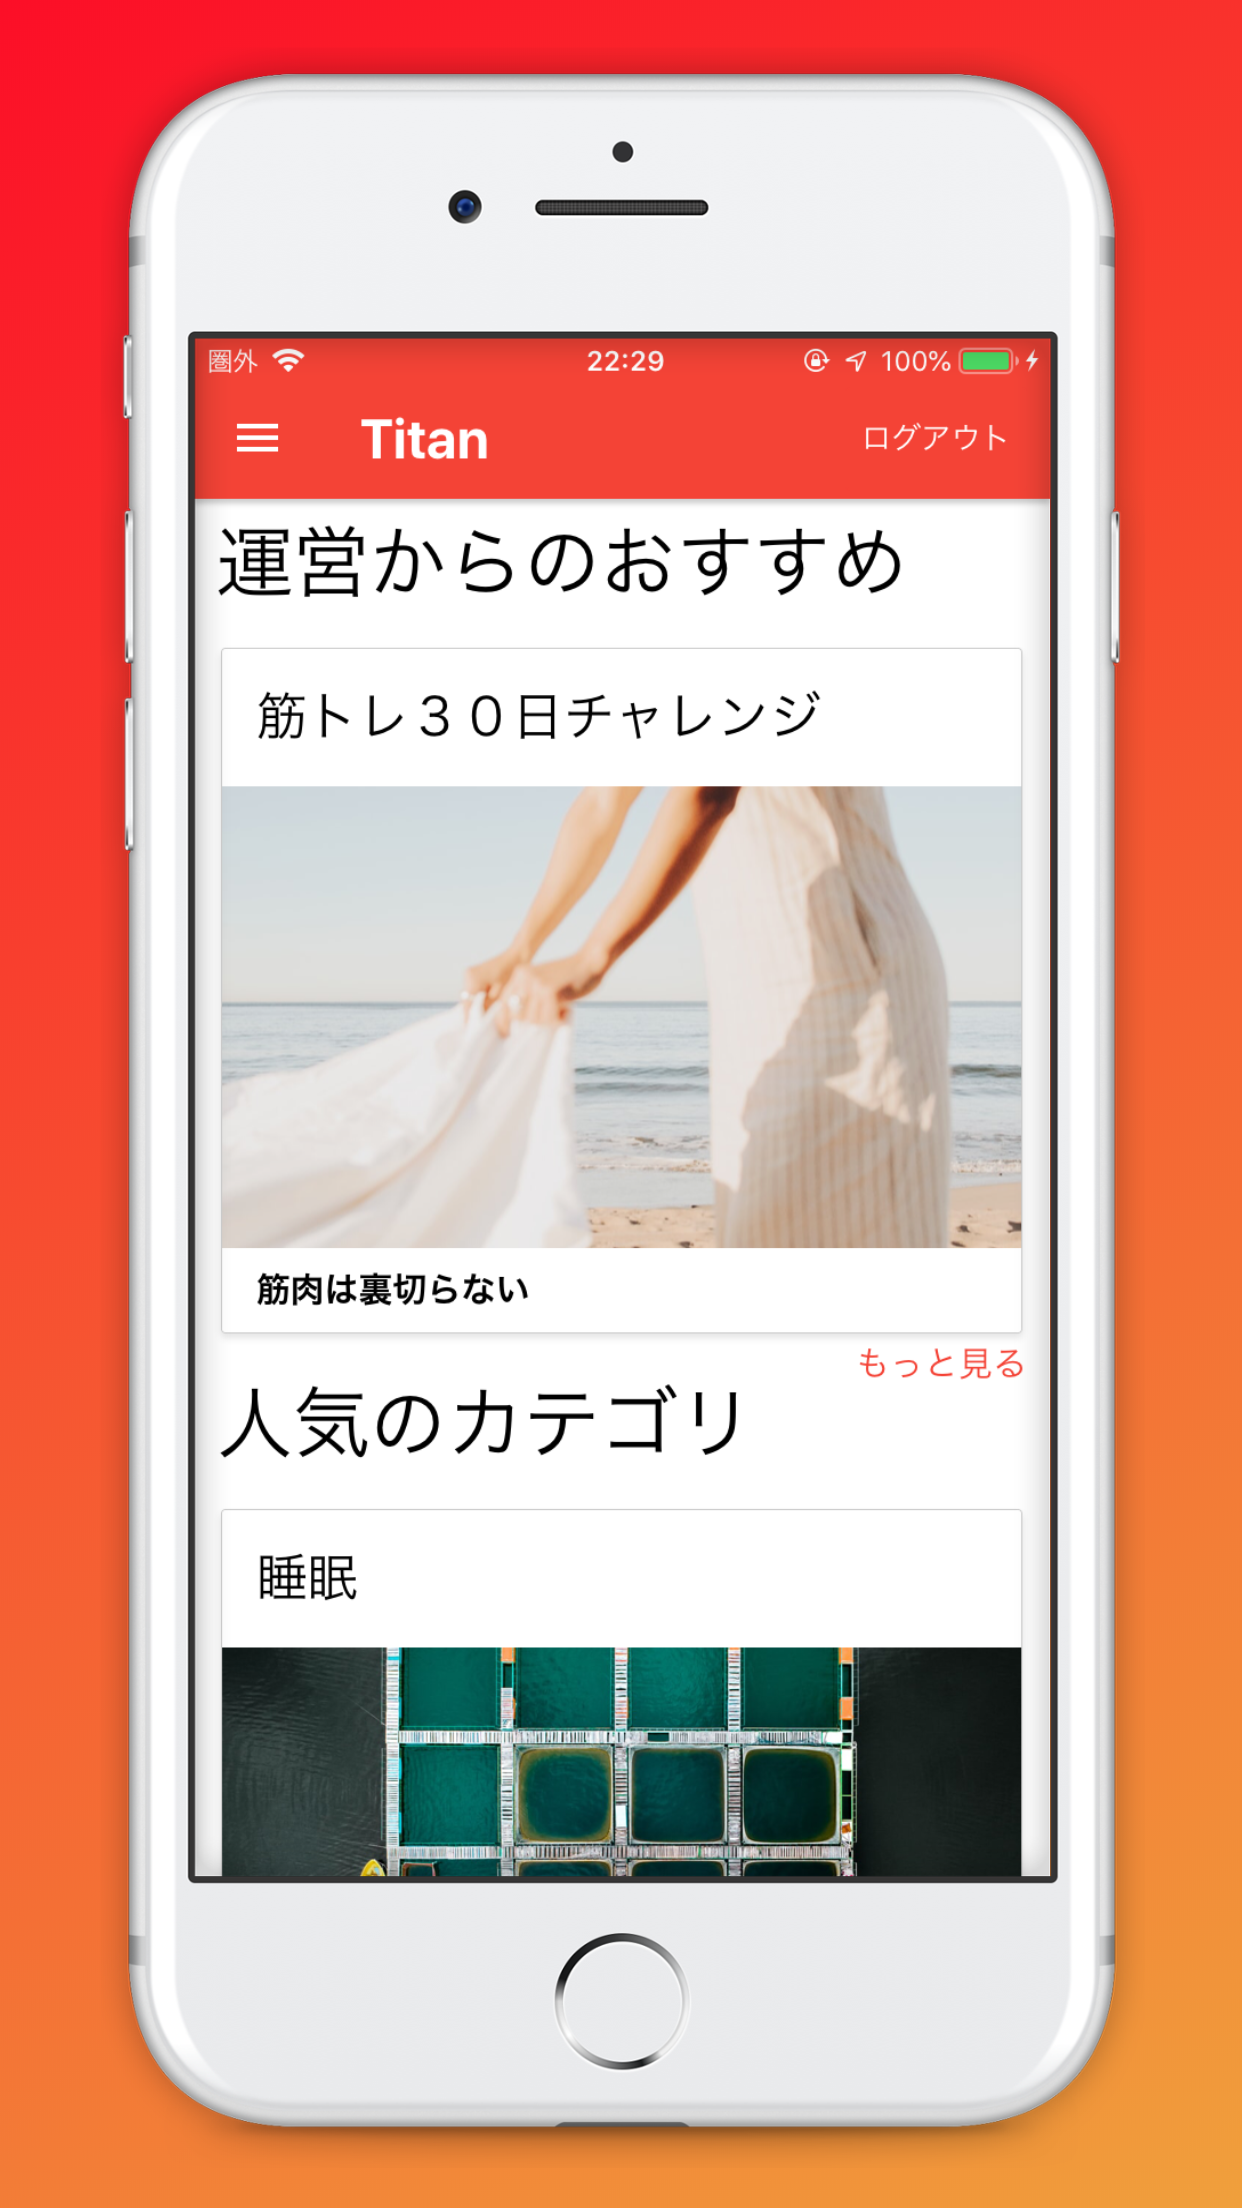 圏外 22:29 100%
Titan ログアウト
運営からのおすすめ
筋トレ３０日チャレンジ
筋肉は裏切らない
もっと見る
人気のカテゴリ
睡眠